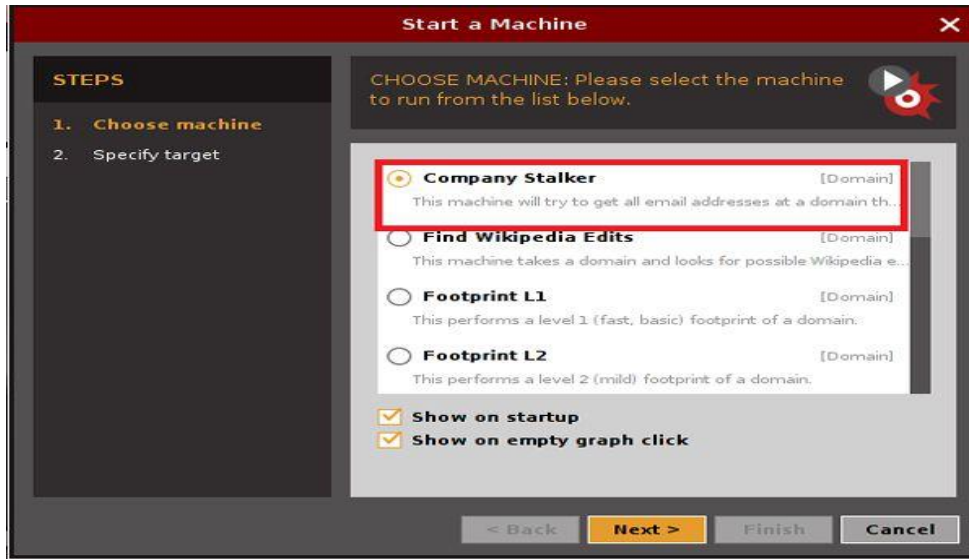 Start a Machine
STEPS
1. Choose machine
2. Specify target
CHOOSE MACHINE: Please select the machine
to run from the list below.
Company Stalker [Domain]
This machine will try to get all email addresses at a domain th...
Find Wikipedia Edits [Domain]
This machine takes a domain and looks for possible Wikipedia e...
Footprint L1 [Domain]
This performs a level 1 (fast, basic) footprint of a domain.
Footprint L2 [Domain]
This performs a level 2 (mild) footprint of a domain.
Show on startup
Show on empty graph click
< Back Next > Finish Cancel